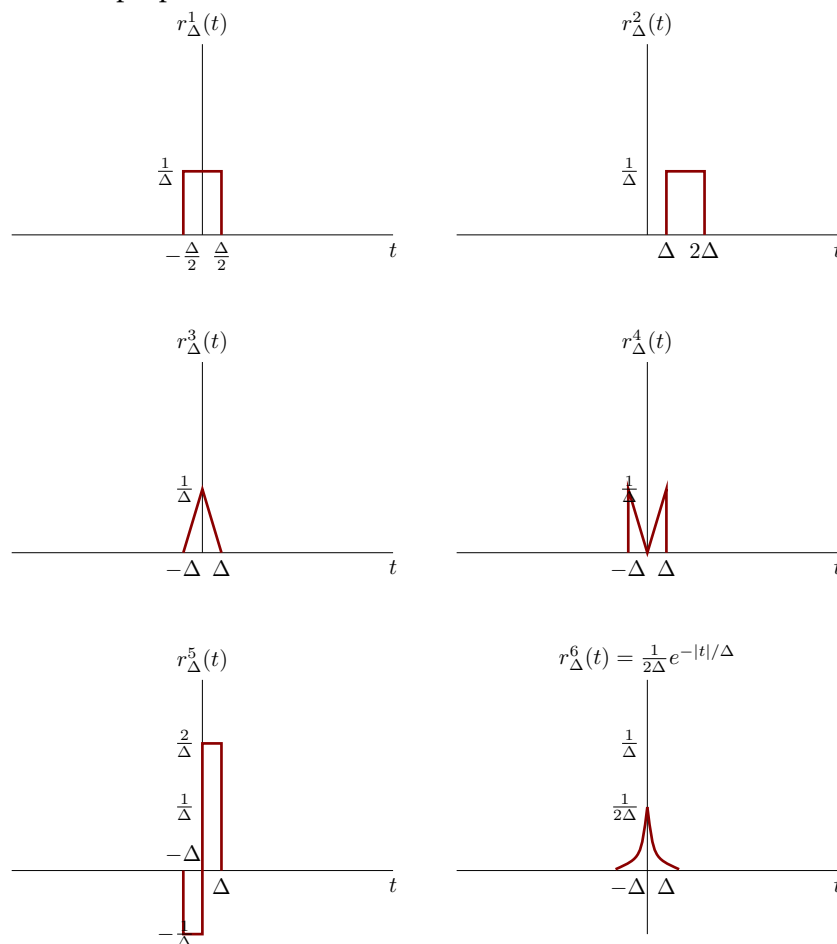 r^1_Δ(t)
r^2_Δ(t)
1/Δ
1/Δ
−Δ/2 Δ/2 t
Δ 2Δ t
r^3_Δ(t)
r^4_Δ(t)
1/Δ
1/Δ
−Δ Δ t
−Δ Δ t
r^5_Δ(t)
r^6_Δ(t) = 1/2Δ e^{−|t|/Δ}
2/Δ
1/Δ
1/Δ
1/2Δ
−Δ
Δ t
−Δ Δ t
−1/Δ